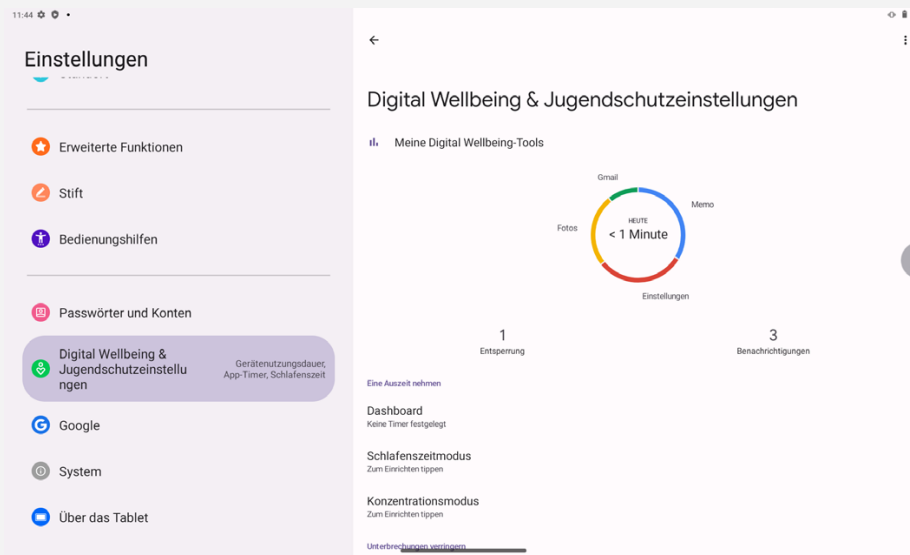 11:44
Einstellungen
Erweiterte Funktionen
Stift
Bedienungshilfen
Passwörter und Konten
Digital Wellbeing &
Jugendschutzeinstellu
ngen
Gerätenutzungsdauer,
App-Timer, Schlafenszeit
Google
System
Über das Tablet
Digital Wellbeing & Jugendschutzeinstellungen
Meine Digital Wellbeing-Tools
Gmail
Memo
Fotos
HEUTE
< 1 Minute
Einstellungen
1
Entsperrung
3
Benachrichtigungen
Eine Auszeit nehmen
Dashboard
Keine Timer festgelegt
Schlafenszeitmodus
Zum Einrichten tippen
Konzentrationsmodus
Zum Einrichten tippen
Unterbrechungen verringern